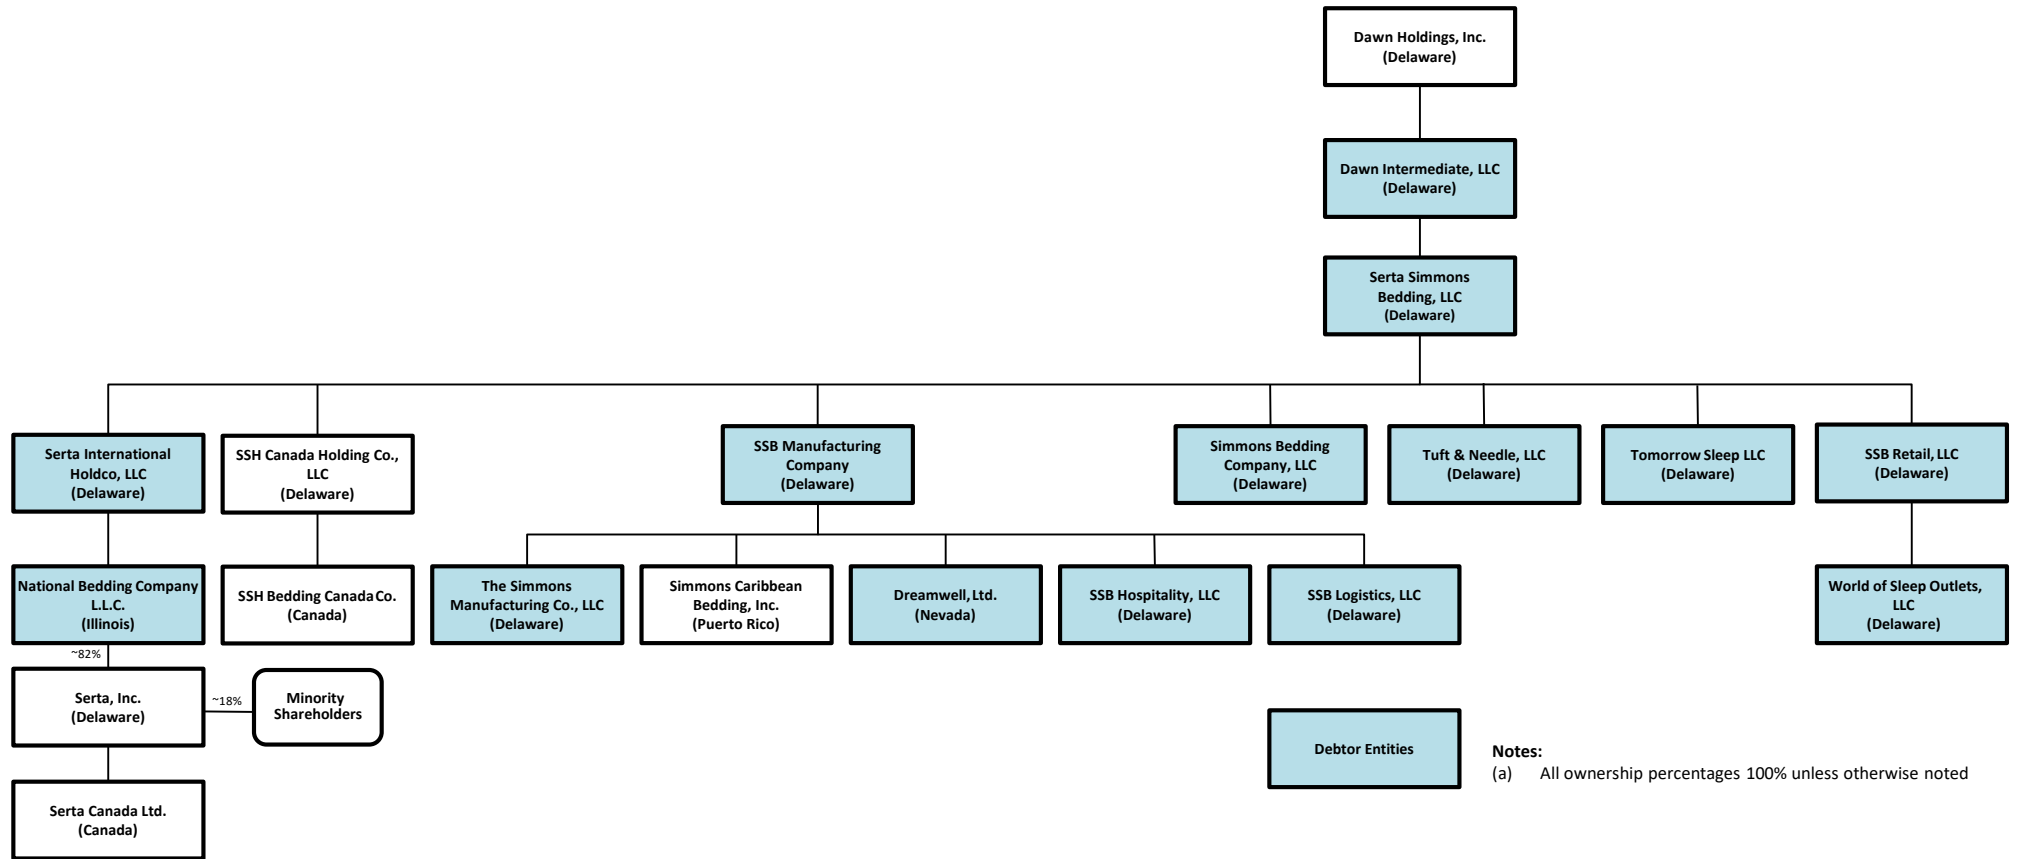 Dawn Holdings, Inc.
(Delaware)
Dawn Intermediate, LLC
(Delaware)
Serta Simmons
Bedding, LLC
(Delaware)
Serta International
Holdco, LLC
(Delaware)
SSH Canada Holding Co.,
LLC
(Delaware)
SSB Manufacturing
Company
(Delaware)
Simmons Bedding
Company, LLC
(Delaware)
Tuft & Needle, LLC
(Delaware)
Tomorrow Sleep LLC
(Delaware)
SSB Retail, LLC
(Delaware)
National Bedding Company
L.L.C.
(Illinois)
SSH Bedding Canada Co.
(Canada)
The Simmons
Manufacturing Co., LLC
(Delaware)
Simmons Caribbean
Bedding, Inc.
(Puerto Rico)
Dreamwell, Ltd.
(Nevada)
SSB Hospitality, LLC
(Delaware)
SSB Logistics, LLC
(Delaware)
World of Sleep Outlets,
LLC
(Delaware)
~82%
Serta, Inc.
(Delaware)
~18%
Minority
Shareholders
Serta Canada Ltd.
(Canada)
Debtor Entities
Notes:
(a) All ownership percentages 100% unless otherwise noted